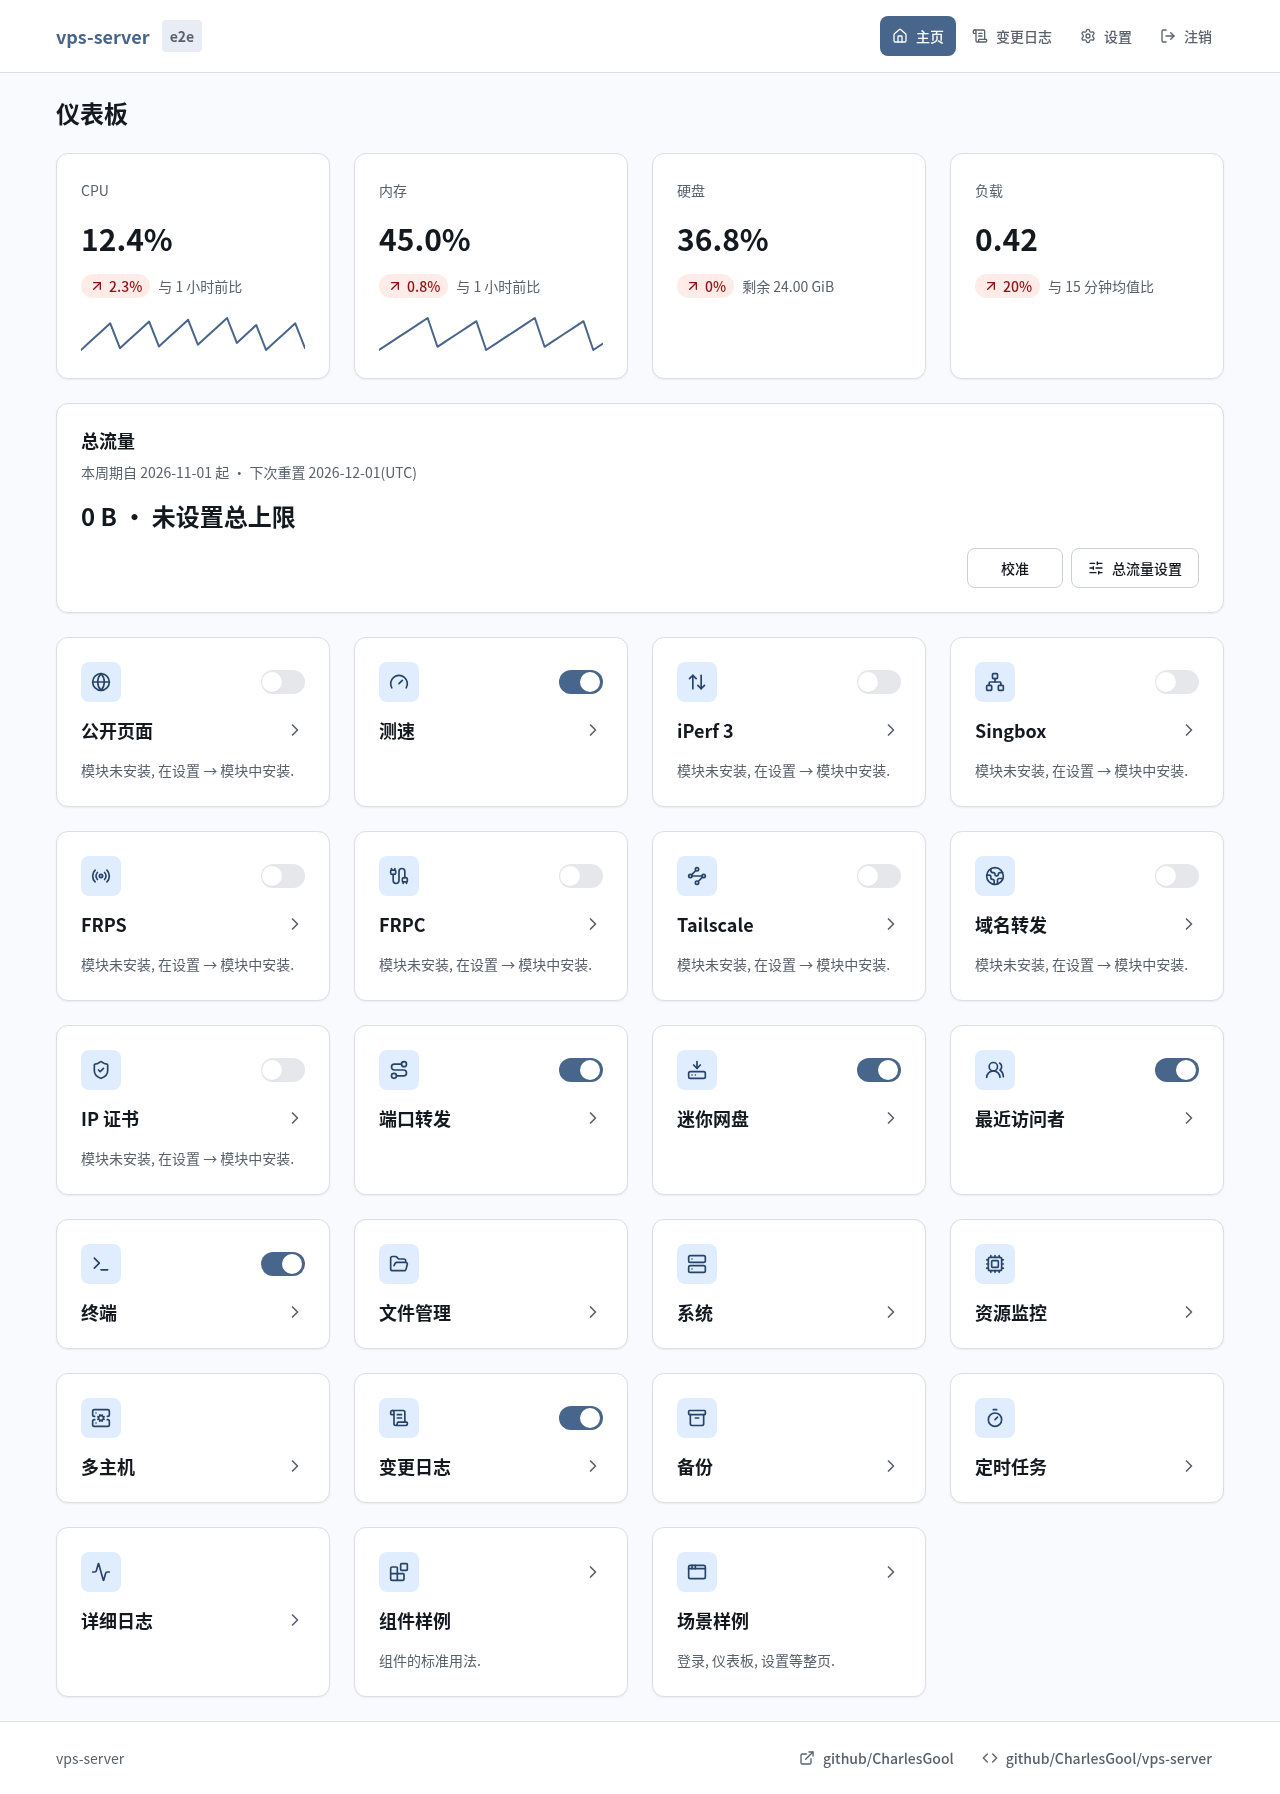 vps-server e2e 主页 变更日志 设置 注销
仪表板
CPU
12.4%
2.3% 与 1 小时前比
内存
45.0%
0.8% 与 1 小时前比
硬盘
36.8%
0% 剩余 24.00 GiB
负载
0.42
20% 与 15 分钟均值比
总流量
本周期自 2026-11-01 起 · 下次重置 2026-12-01(UTC)
0 B · 未设置总上限
校准 总流量设置
公开页面
模块未安装, 在设置 → 模块中安装.
测速
iPerf 3
模块未安装, 在设置 → 模块中安装.
Singbox
模块未安装, 在设置 → 模块中安装.
FRPS
模块未安装, 在设置 → 模块中安装.
FRPC
模块未安装, 在设置 → 模块中安装.
Tailscale
模块未安装, 在设置 → 模块中安装.
域名转发
模块未安装, 在设置 → 模块中安装.
IP 证书
模块未安装, 在设置 → 模块中安装.
端口转发
迷你网盘
最近访问者
终端
文件管理
系统
资源监控
多主机
变更日志
备份
定时任务
详细日志
组件样例
组件的标准用法.
场景样例
登录, 仪表板, 设置等整页.
vps-server github/CharlesGool github/CharlesGool/vps-server